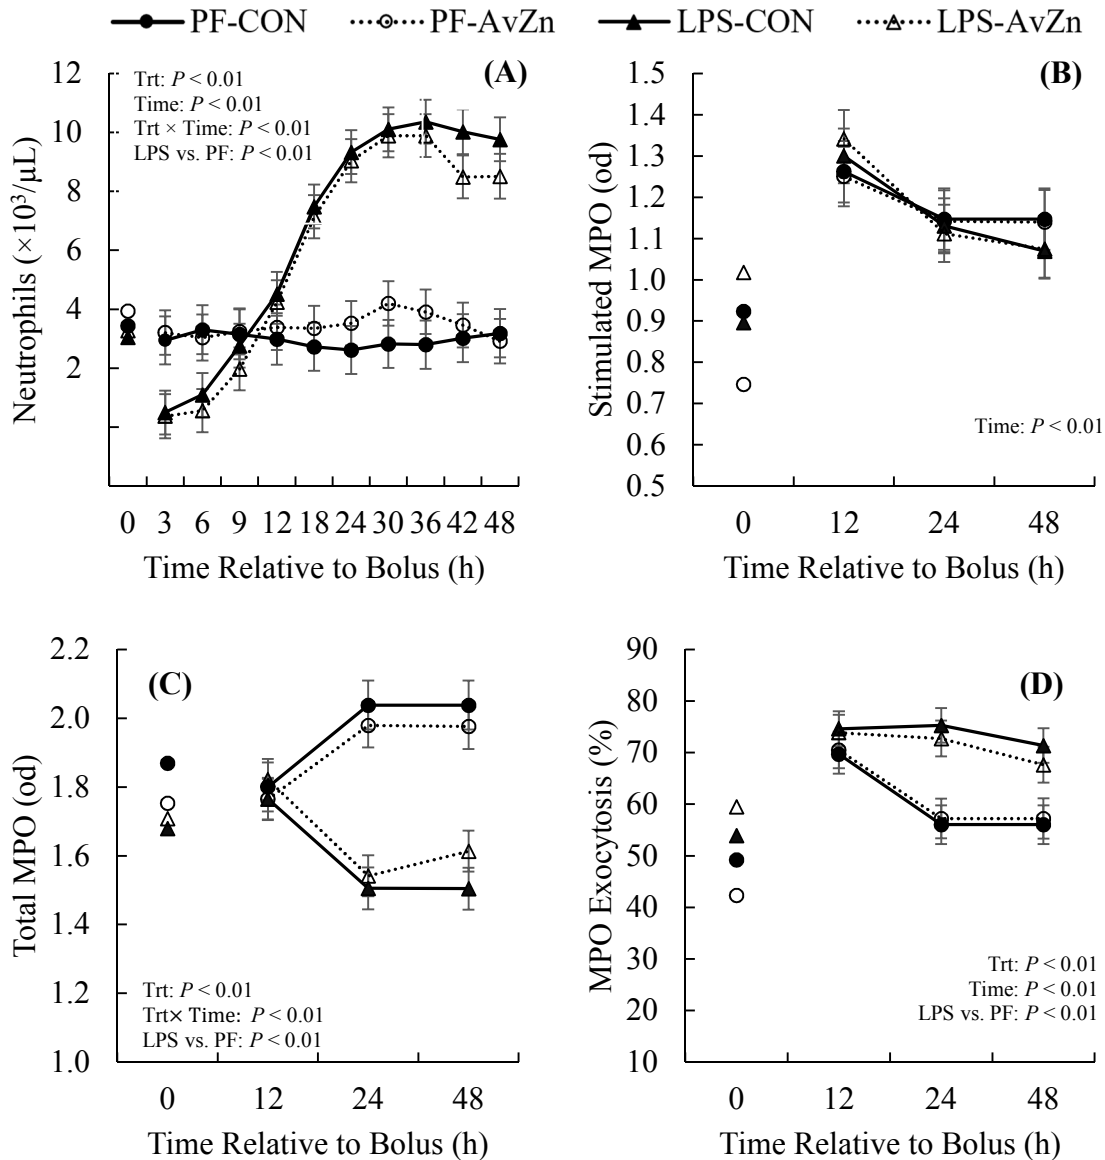 PF-CON PF-AvZn LPS-CON LPS-AvZn
(A)
Trt: P < 0.01
Time: P < 0.01
Trt × Time: P < 0.01
LPS vs. PF: P < 0.01
Neutrophils (×10³/µL)
12
10
8
6
4
2
0 3 6 9 12 18 24 30 36 42 48
Time Relative to Bolus (h)
(B)
Stimulated MPO (od)
1.5
1.4
1.3
1.2
1.1
1.0
0.9
0.8
0.7
0.6
0.5
Time: P < 0.01
0 12 24 48
Time Relative to Bolus (h)
(C)
Total MPO (od)
2.2
2.0
1.8
1.6
1.4
1.2
1.0
Trt: P < 0.01
Trt× Time: P < 0.01
LPS vs. PF: P < 0.01
0 12 24 48
Time Relative to Bolus (h)
(D)
MPO Exocytosis (%)
90
80
70
60
50
40
30
20
10
Trt: P < 0.01
Time: P < 0.01
LPS vs. PF: P < 0.01
0 12 24 48
Time Relative to Bolus (h)